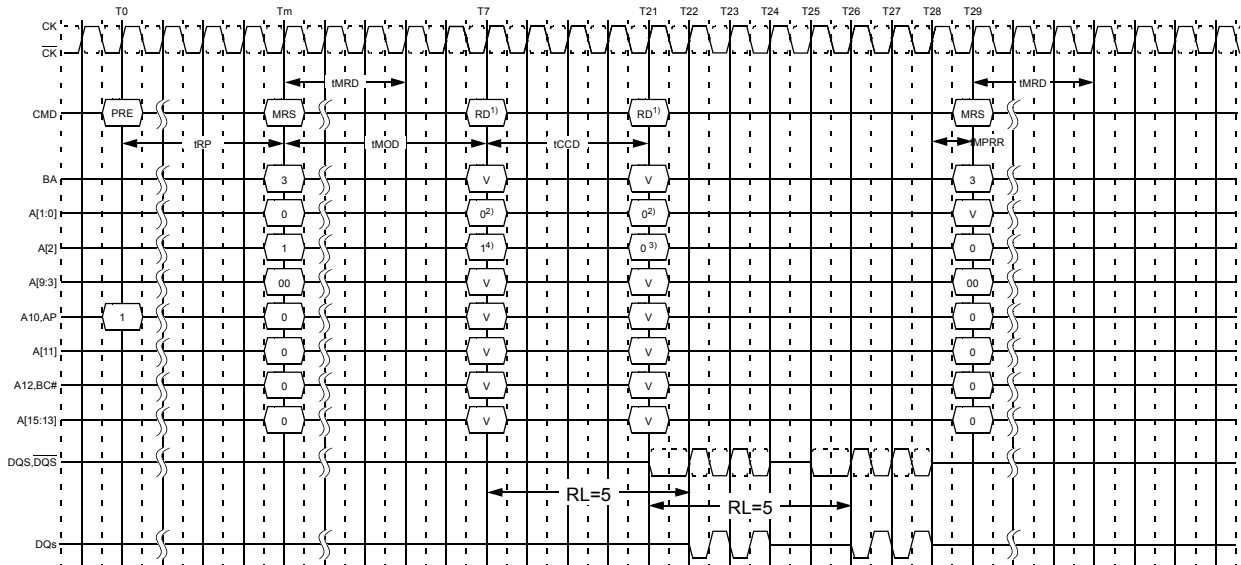 T0 Tm T7 T21 T22 T23 T24 T25 T26 T27 T28 T29
CK
CK
tMRD tMRD
CMD PRE MRS RD1) RD1) MRS
tRP tMOD tCCD tMPRR
BA 3 V V 3
A[1:0] 0 02) 02) V
A[2] 1 14) 0 3) 0
A[9:3] 00 V V 00
A10,AP 1 0 V V 0
A[11] 0 V V 0
A12,BC# 0 V V 0
A[15:13] 0 V V 0
DQS,DQS
RL=5
RL=5
DQs